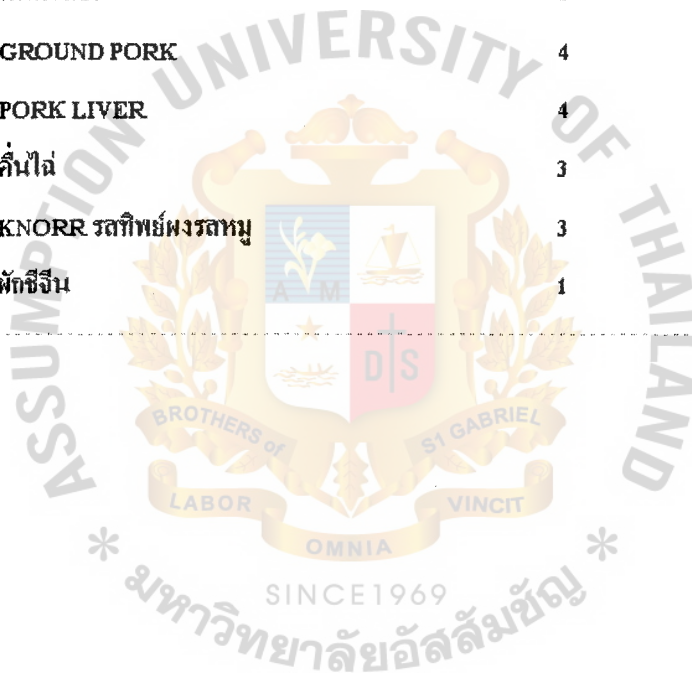 GROUND PORK 4
PORK LIVER 4
คื่นไฉ่ 3
KNORR รสทิพย์ผงรสหมู 3
ผักชีจีน 1
ASSUMPTION UNIVERSITY OF THAILAND
A M
D S
BROTHERS of ST GABRIEL
LABOR VINCIT
OMNIA
SINCE1969
* มหาวิทยาลัยอัสสัมชัญ *